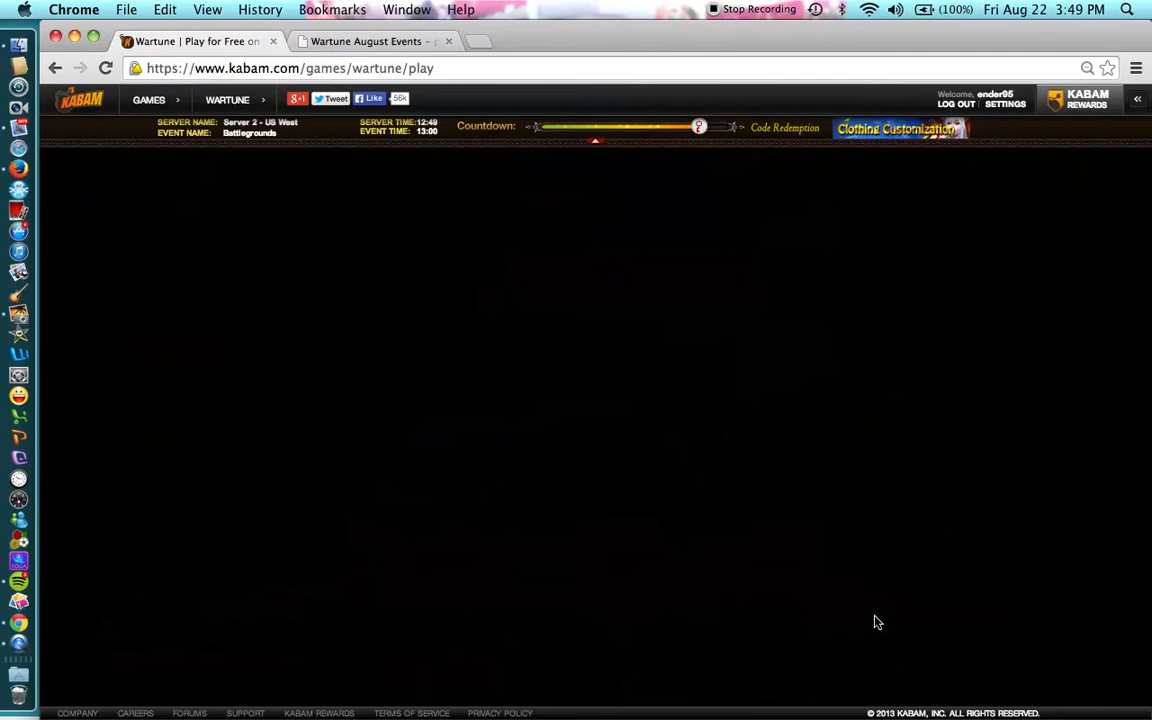 Chrome File Edit View History Bookmarks Window Help Stop Recording (100%) Fri Aug 22 3:49 PM
Wartune | Play for Free on Wartune August Events – p
https://www.kabam.com/games/wartune/play
KABAM GAMES WARTUNE g+1 Tweet Like 56k Welcome, ender95 KABAM
LOG OUT SETTINGS REWARDS
SERVER NAME: Server 2 - US West SERVER TIME:12:49 Countdown: Code Redemption Clothing Customization
EVENT NAME: Battlegrounds EVENT TIME: 13:00
COMPANY CAREERS FORUMS SUPPORT KABAM REWARDS TERMS OF SERVICE PRIVACY POLICY © 2013 KABAM, INC. ALL RIGHTS RESERVED.